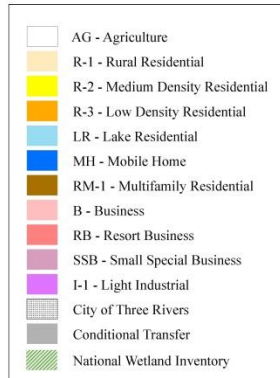 AG - Agriculture
R-1 - Rural Residential
R-2 - Medium Density Residential
R-3 - Low Density Residential
LR - Lake Residential
MH - Mobile Home
RM-1 - Multifamily Residential
B - Business
RB - Resort Business
SSB - Small Special Business
I-1 - Light Industrial
City of Three Rivers
Conditional Transfer
National Wetland Inventory